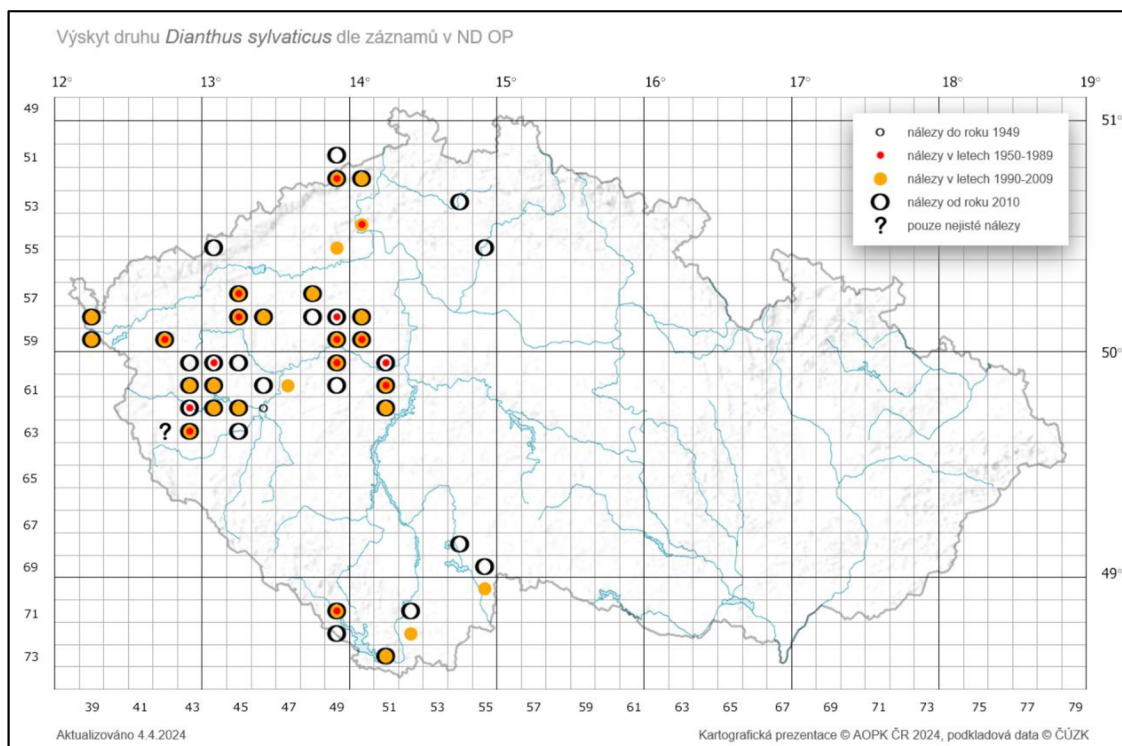 Výskyt druhu Dianthus sylvaticus dle záznamů v ND OP
12° 13° 14° 15° 16° 17° 18° 19°
49
51°
nálezy do roku 1949
51
nálezy v letech 1950-1989
nálezy v letech 1990-2009
53
nálezy od roku 2010
? pouze nejisté nálezy
55
57
59
50°
61
? 63
65
67
69
49°
71
73
39 41 43 45 47 49 51 53 55 57 59 61 63 65 67 69 71 73 75 77 79
Aktualizováno 4.4.2024 Kartografická prezentace © AOPK ČR 2024, podkladová data © ČÚZK